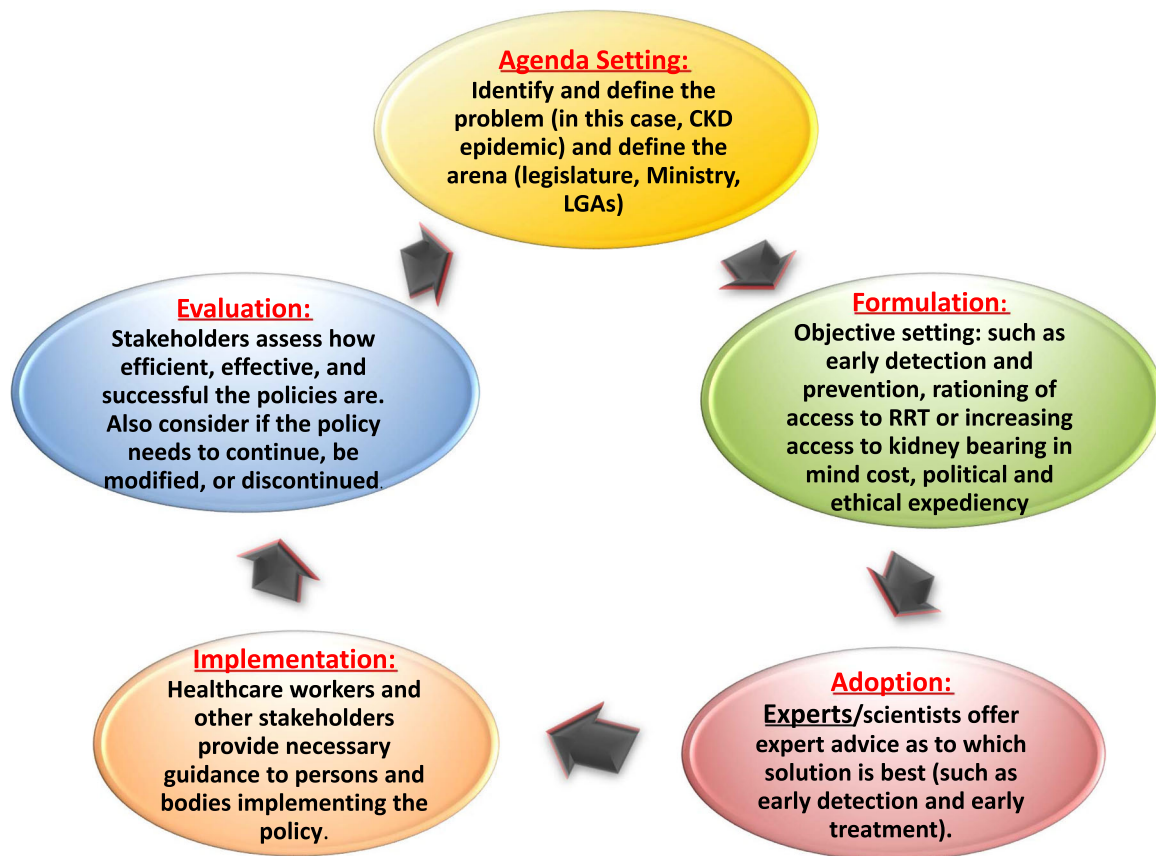 Agenda Setting:
Identify and define the
problem (in this case, CKD
epidemic) and define the
arena (legislature, Ministry,
LGAs)
Formulation:
Objective setting: such as
early detection and
prevention, rationing of
access to RRT or increasing
access to kidney bearing in
mind cost, political and
ethical expediency
Adoption:
Experts/scientists offer
expert advice as to which
solution is best (such as
early detection and early
treatment).
Implementation:
Healthcare workers and
other stakeholders
provide necessary
guidance to persons and
bodies implementing the
policy.
Evaluation:
Stakeholders assess how
efficient, effective, and
successful the policies are.
Also consider if the policy
needs to continue, be
modified, or discontinued.